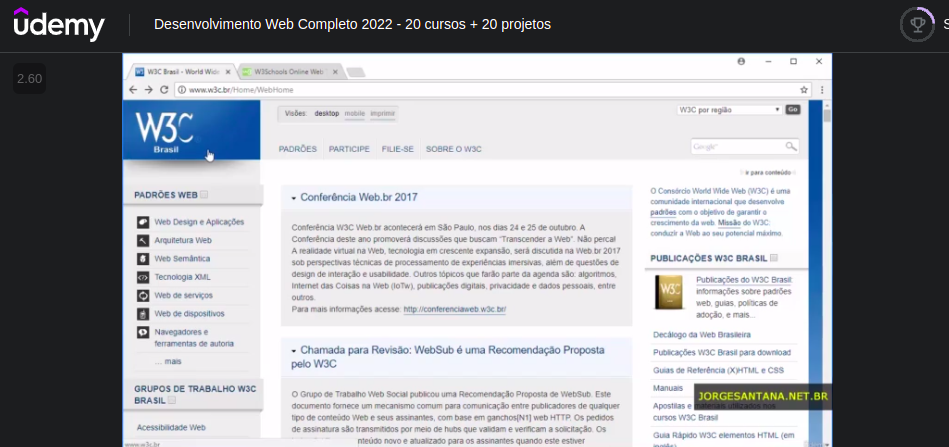 udemy
Desenvolvimento Web Completo 2022 - 20 cursos + 20 projetos
S
2.60
W3C Brasil - World Wide
W3Schools Online Web
www.w3c.br/Home/WebHome
W3C
Brasil
Visões: desktop mobile imprimir
W3C por região
Go
PADRÕES PARTICIPE FILIE-SE SOBRE O W3C
Google
ir para conteúdo
PADRÕES WEB
Web Design e Aplicações
Arquitetura Web
Web Semântica
Tecnologia XML
Web de serviços
Web de dispositivos
Navegadores e
ferramentas de autoria
... mais
GRUPOS DE TRABALHO W3C
BRASIL
Acessibilidade Web
www.w3c.br
Conferência Web.br 2017
Conferência W3C Web.br acontecerá em São Paulo, nos dias 24 e 25 de outubro. A
Conferência deste ano promoverá discussões que buscam "Transcender a Web". Não perca!
A realidade virtual na Web, tecnologia em crescente expansão, será discutida na Web.br 2017
sob perspectivas técnicas de processamento de experiências imersivas, além de questões de
design de interação e usabilidade. Outros tópicos que farão parte da agenda são: algoritmos,
Internet das Coisas na Web (IoTw), publicações digitais, privacidade e dados pessoais, entre
outros.
Para mais informações acesse: http://conferenciaweb.w3c.br/
Chamada para Revisão: WebSub é uma Recomendação Proposta
pelo W3C
O Grupo de Trabalho Web Social publicou uma Recomendação Proposta de WebSub. Este
documento fornece um mecanismo comum para comunicação entre publicadores de qualquer
tipo de conteúdo Web e seus assinantes, com base em ganchos[N1] web HTTP. Os pedidos
de assinatura são transmitidos por meio de hubs que validam e verificam a solicitação. Os
nteúdo novo e atualizado para os assinantes quando este estiver
O Consórcio World Wide Web (W3C) é uma
comunidade internacional que desenvolve
padrões com o objetivo de garantir o
crescimento da web. Missão do W3C:
conduzir a Web ao seu potencial máximo.
PUBLICAÇÕES W3C BRASIL
Publicações do W3C Brasil:
informações sobre padrões
web, guias, políticas de
adoção, e mais...
Decálogo da Web Brasileira
Publicações W3C Brasil para download
Guias de Referência (X)HTML e CSS
Manuais
JORGESANTANA.NET.BR
Apostilas e materiais utilizados nos
cursos W3C Brasil
Guia Rápido W3C elementos HTML (em